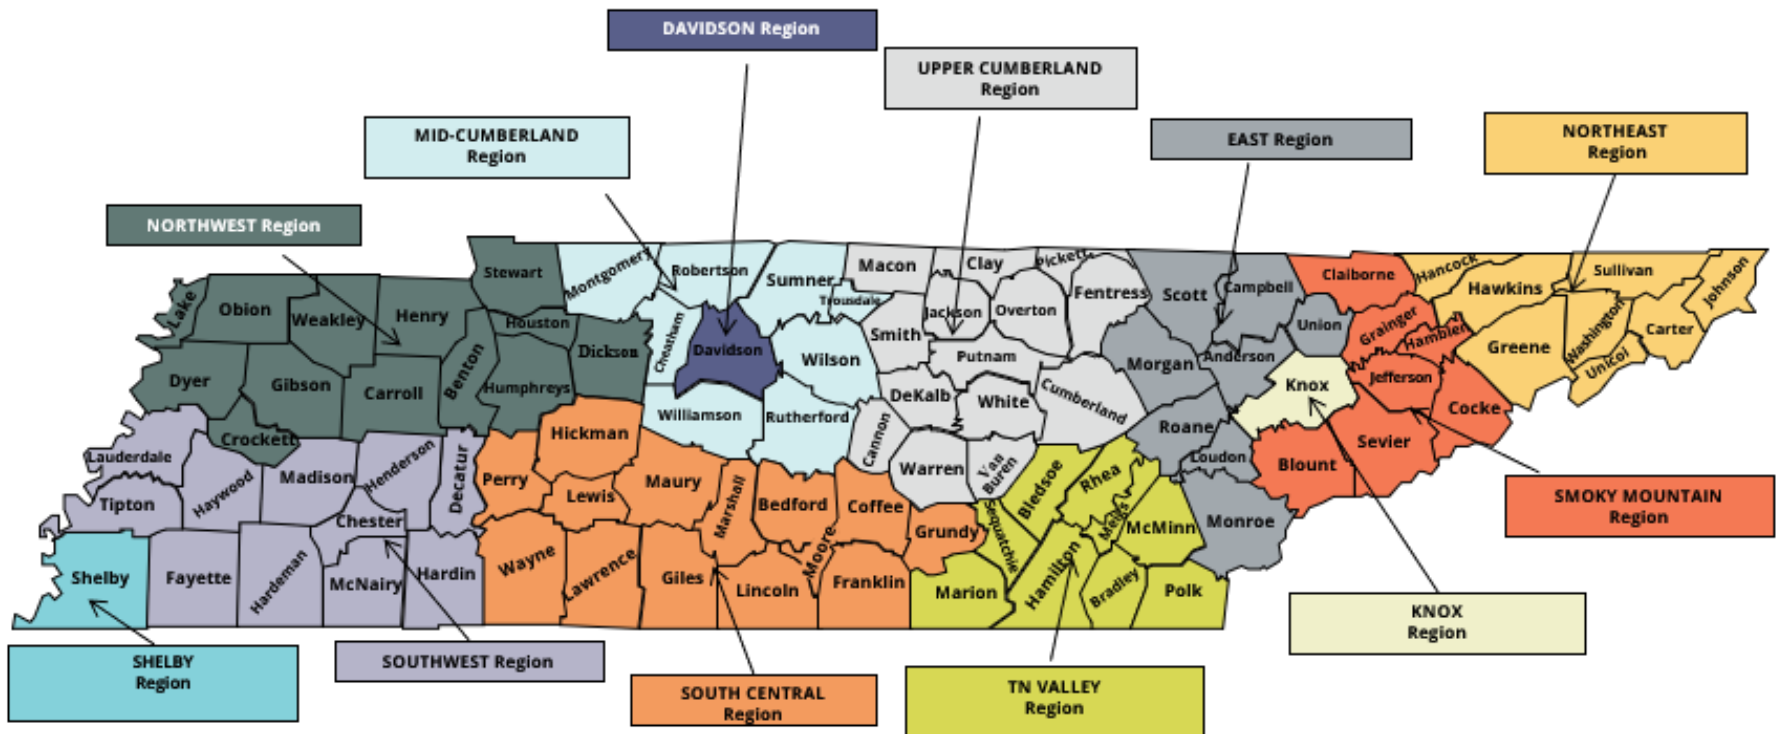 DAVIDSON Region
UPPER CUMBERLAND
Region
MID-CUMBERLAND
Region
EAST Region
NORTHEAST
Region
NORTHWEST Region
Stewart
Montgomery
Robertson
Sumner
Macon
Clay
Pickett
Scott
Campbell
Claiborne
Hancock
Hawkins
Sullivan
Johnson
Lake
Obion
Weakley
Henry
Houston
Dickson
Cheatham
Davidson
Trousdale
Wilson
Smith
Jackson
Overton
Fentress
Morgan
Anderson
Union
Grainger
Hamblen
Greene
Washington
Unicoi
Carter
Dyer
Gibson
Carroll
Benton
Humphreys
Williamson
Rutherford
DeKalb
Putnam
White
Cumberland
Knox
Jefferson
Cocke
Crockett
Hickman
Cannon
Warren
Van
Buren
Roane
Loudon
Blount
Sevier
Lauderdale
Haywood
Madison
Henderson
Decatur
Perry
Lewis
Maury
Marshall
Bedford
Coffee
Grundy
Sequatchie
Bledsoe
Rhea
Meigs
McMinn
Monroe
Tipton
Chester
Shelby
Fayette
Hardeman
McNairy
Hardin
Wayne
Lawrence
Giles
Lincoln
Moore
Franklin
Marion
Hamilton
Bradley
Polk
SMOKY MOUNTAIN
Region
KNOX
Region
SHELBY
Region
SOUTHWEST Region
SOUTH CENTRAL
Region
TN VALLEY
Region